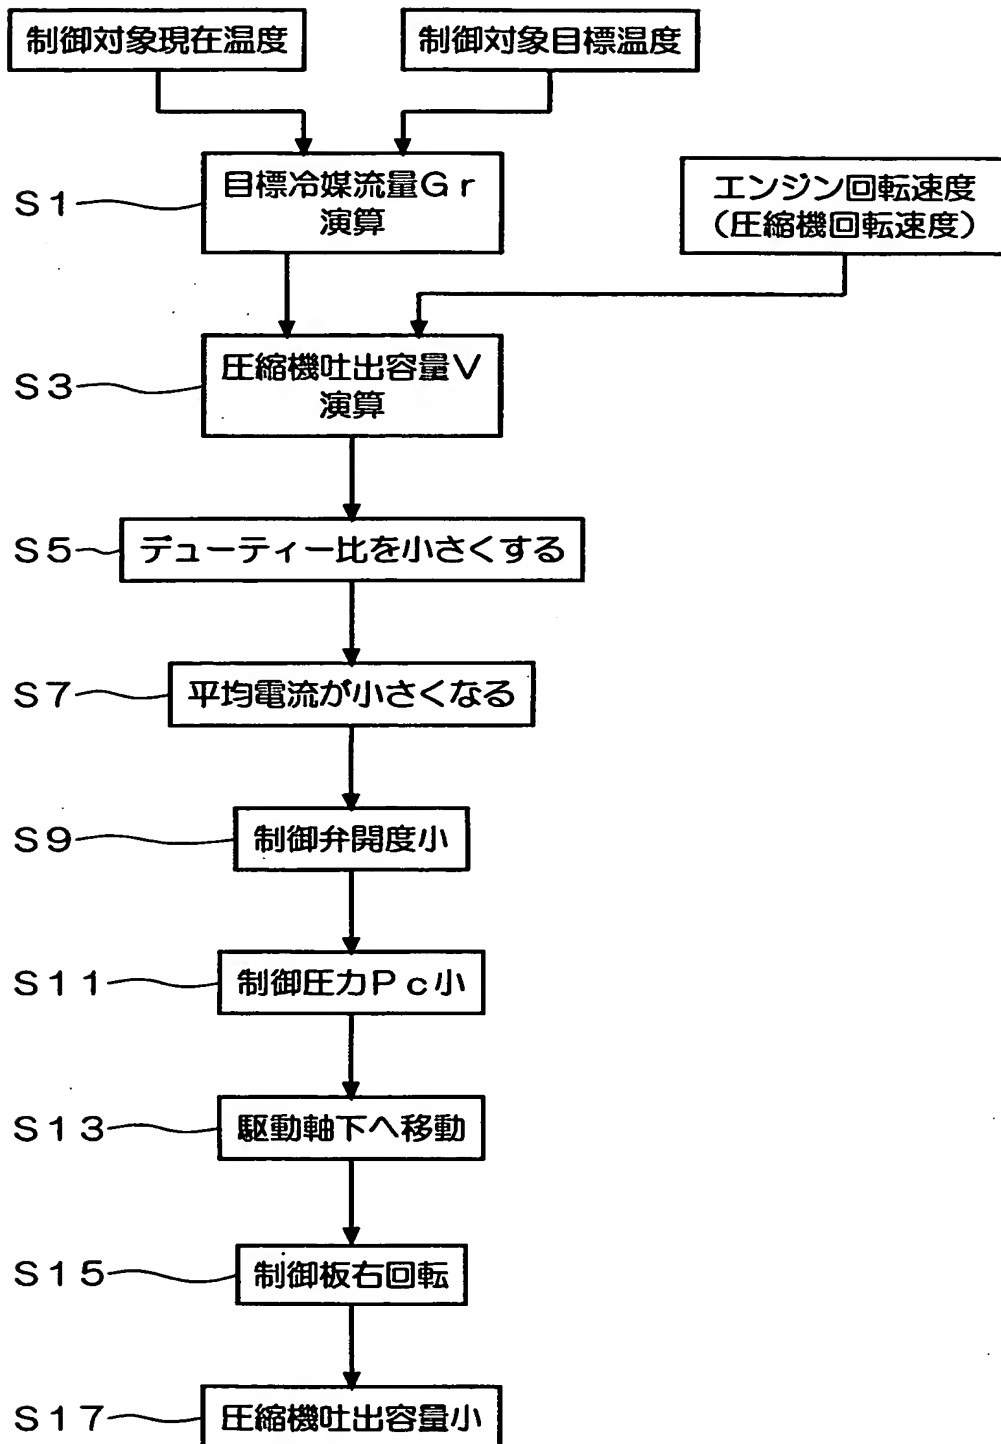 制御対象現在温度
制御対象目標温度
S1
目標冷媒流量Gr
演算
エンジン回転速度
(圧縮機回転速度)
S3
圧縮機吐出容量V
演算
S5
デューティー比を小さくする
S7
平均電流が小さくなる
S9
制御弁開度小
S11
制御圧力Pc小
S13
駆動軸下へ移動
S15
制御板右回転
S17
圧縮機吐出容量小